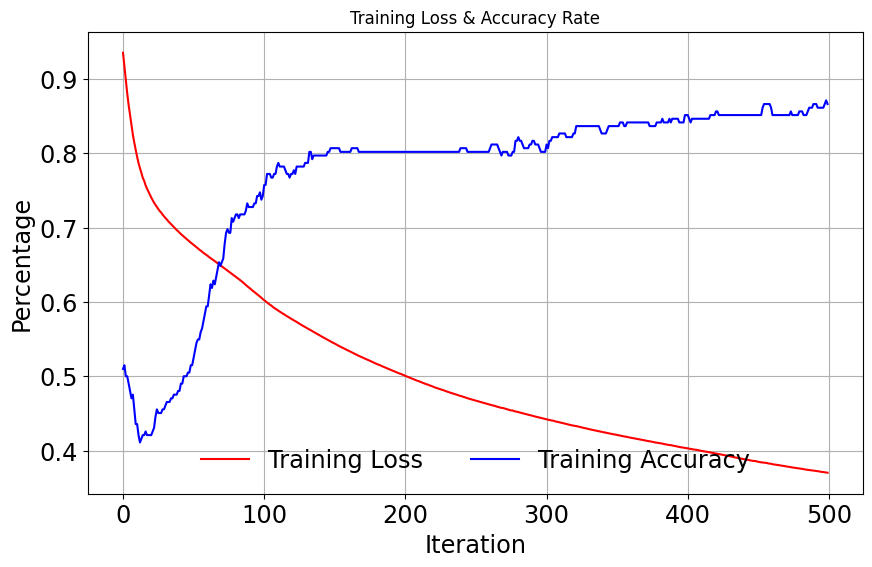 Training Loss & Accuracy Rate
Percentage
0.9
0.8
0.7
0.6
0.5
0.4
Training Loss Training Accuracy
0 100 200 300 400 500
Iteration